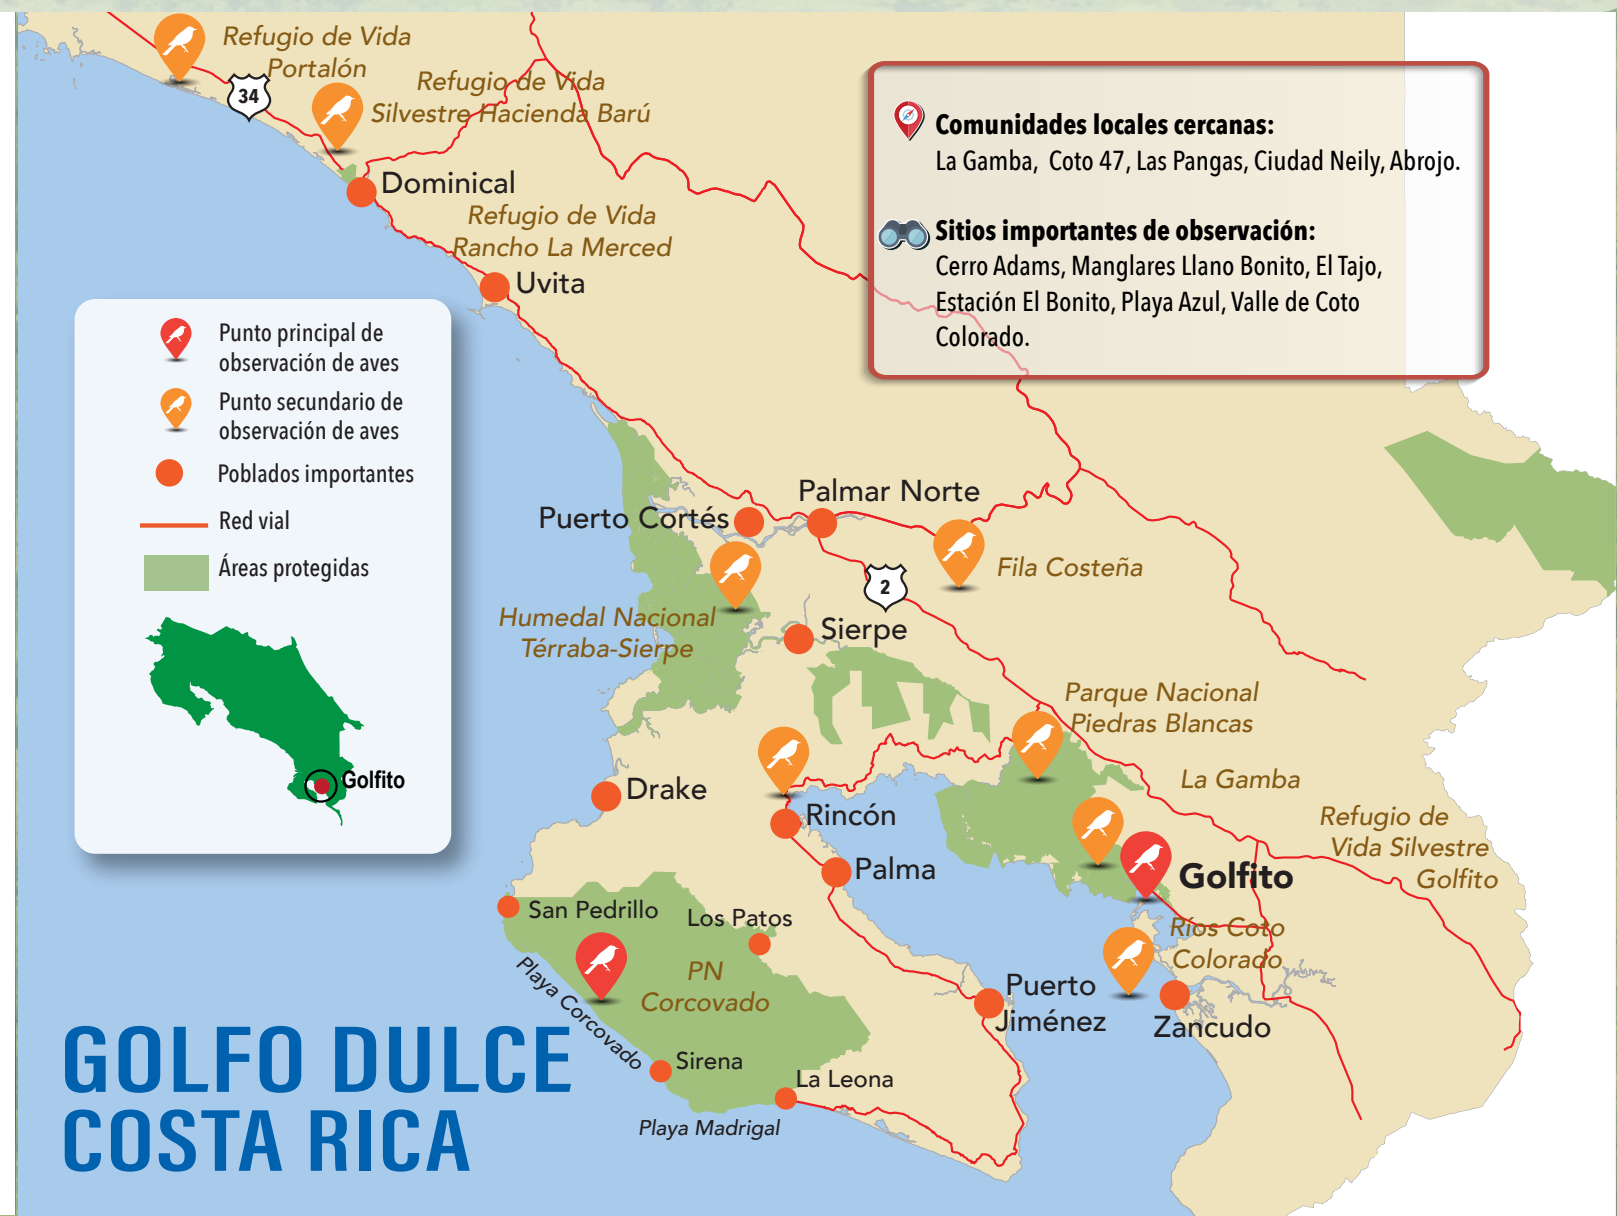 Refugio de Vida
Portalón
34
Refugio de Vida
Silvestre Hacienda Barú
Dominical
Refugio de Vida
Rancho La Merced
Uvita
Comunidades locales cercanas:
La Gamba, Coto 47, Las Pangas, Ciudad Neily, Abrojo.
Sitios importantes de observación:
Cerro Adams, Manglares Llano Bonito, El Tajo,
Estación El Bonito, Playa Azul, Valle de Coto
Colorado.
Punto principal de
observación de aves
Punto secundario de
observación de aves
Poblados importantes
Red vial
Áreas protegidas
Golfito
Palmar Norte
Puerto Cortés
Fila Costeña
2
Humedal Nacional
Térraba-Sierpe
Sierpe
Parque Nacional
Piedras Blancas
La Gamba
Drake
Rincón
Refugio de
Vida Silvestre
Golfito
Palma
Golfito
San Pedrillo
Los Patos
Ríos Coto
Colorado
PN
Corcovado
Playa Corcovado
Puerto
Jiménez
Zancudo
Sirena
La Leona
Playa Madrigal
GOLFO DULCE
COSTA RICA